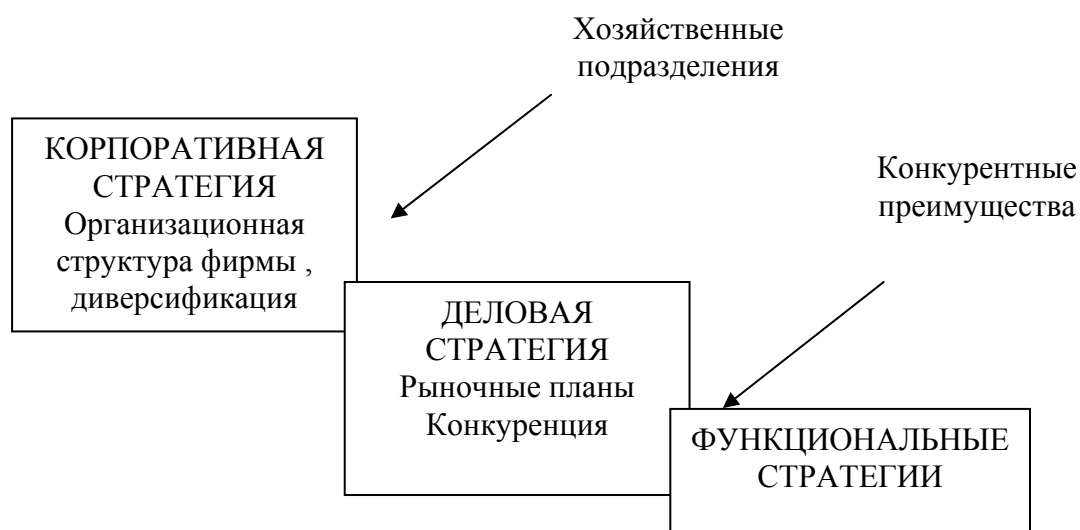 Хозяйственные
подразделения
КОРПОРАТИВНАЯ
СТРАТЕГИЯ
Организационная
структура фирмы ,
диверсификация
Конкурентные
преимущества
ДЕЛОВАЯ
СТРАТЕГИЯ
Рыночные планы
Конкуренция
ФУНКЦИОНАЛЬНЫЕ
СТРАТЕГИИ